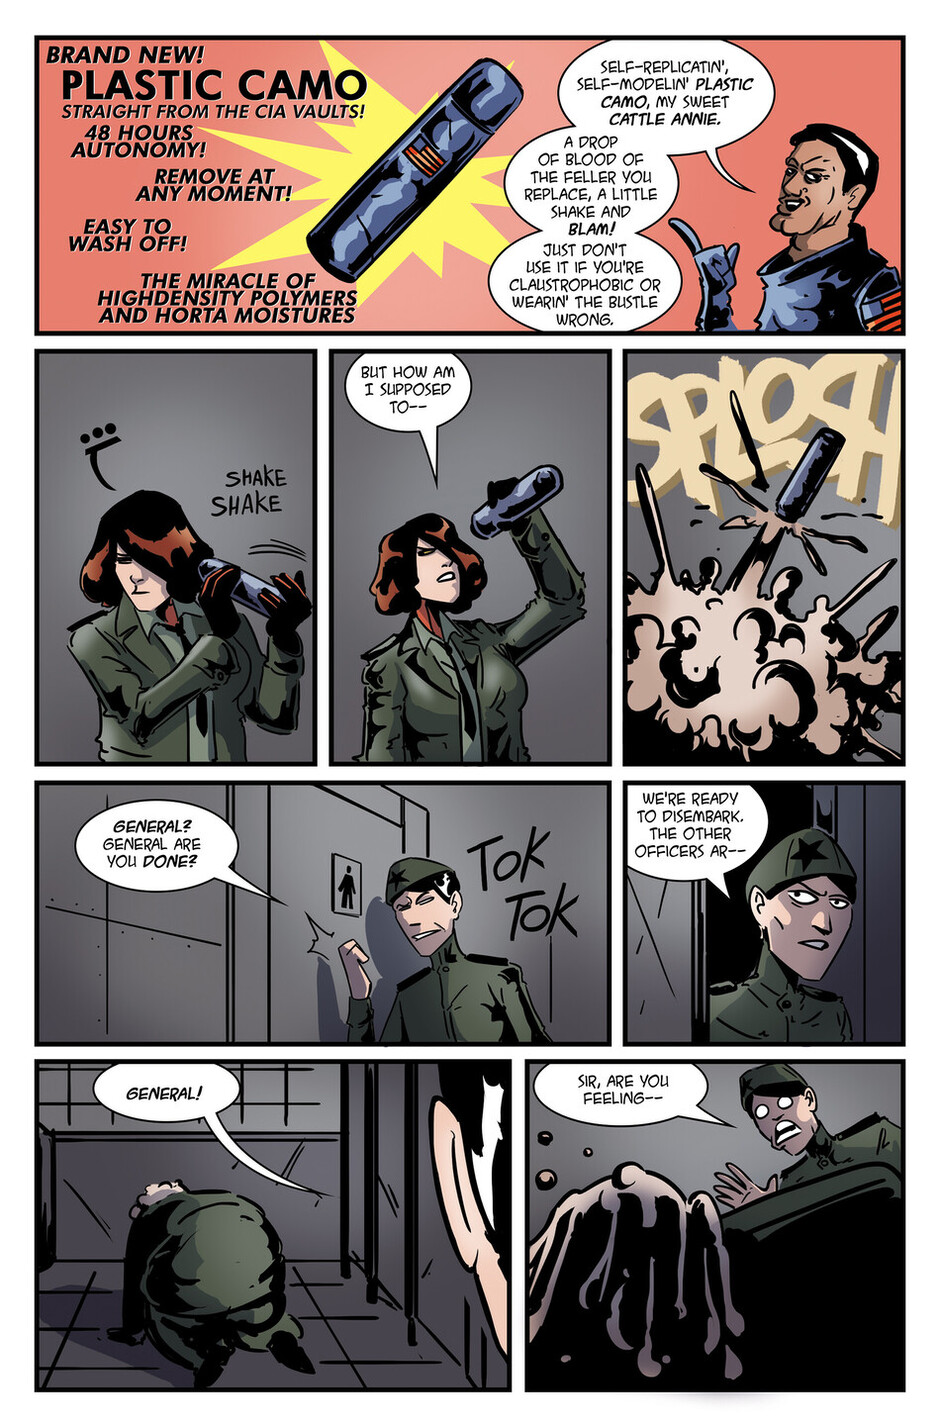 BRAND NEW!
PLASTIC CAMO
STRAIGHT FROM THE CIA VAULTS!
48 HOURS
AUTONOMY!
REMOVE AT
ANY MOMENT!
EASY TO
WASH OFF!
THE MIRACLE OF
HIGHDENSITY POLYMERS
AND HORTA MOISTURES
SELF-REPLICATIN',
SELF-MODELIN' PLASTIC
CAMO, MY SWEET
CATTLE ANNIE.
A DROP
OF BLOOD OF
THE FELLER YOU
REPLACE, A LITTLE
SHAKE AND
BLAM!
JUST DON'T
USE IT IF YOU'RE
CLAUSTROPHOBIC OR
WEARIN' THE BUSTLE
WRONG.
SHAKE
SHAKE
BUT HOW AM
I SUPPOSED
TO--
SPLOSH
GENERAL?
GENERAL ARE
YOU DONE?
TOK
TOK
WE'RE READY
TO DISEMBARK.
THE OTHER
OFFICERS AR--
GENERAL!
SIR, ARE YOU
FEELING--